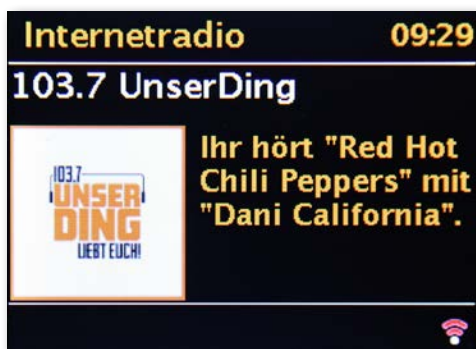 Internetradio 09:29
103.7 UnserDing
Ihr hört "Red Hot
Chili Peppers" mit
"Dani California".
103.7
UNSER
DING
LIEBT EUCH!